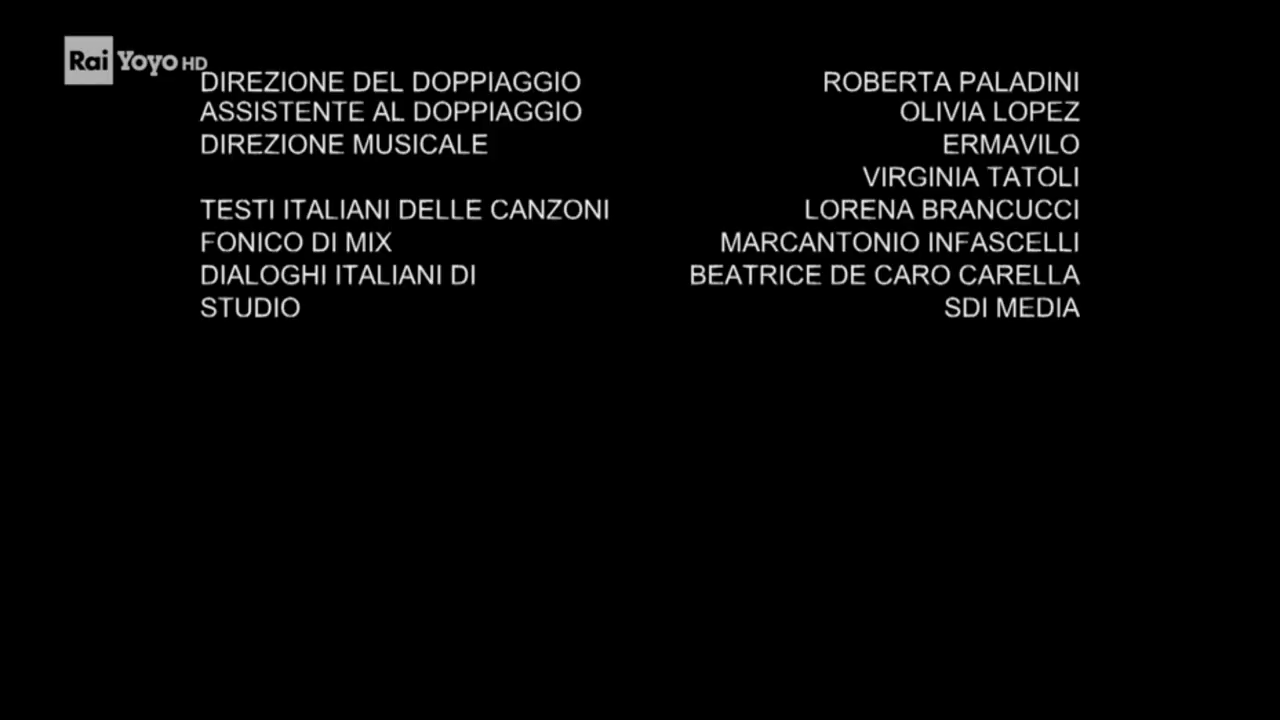 Rai Yoyo HD
DIREZIONE DEL DOPPIAGGIO ROBERTA PALADINI
ASSISTENTE AL DOPPIAGGIO OLIVIA LOPEZ
DIREZIONE MUSICALE ERMAVILO
VIRGINIA TATOLI
TESTI ITALIANI DELLE CANZONI LORENA BRANCUCCI
FONICO DI MIX MARCANTONIO INFASCELLI
DIALOGHI ITALIANI DI BEATRICE DE CARO CARELLA
STUDIO SDI MEDIA